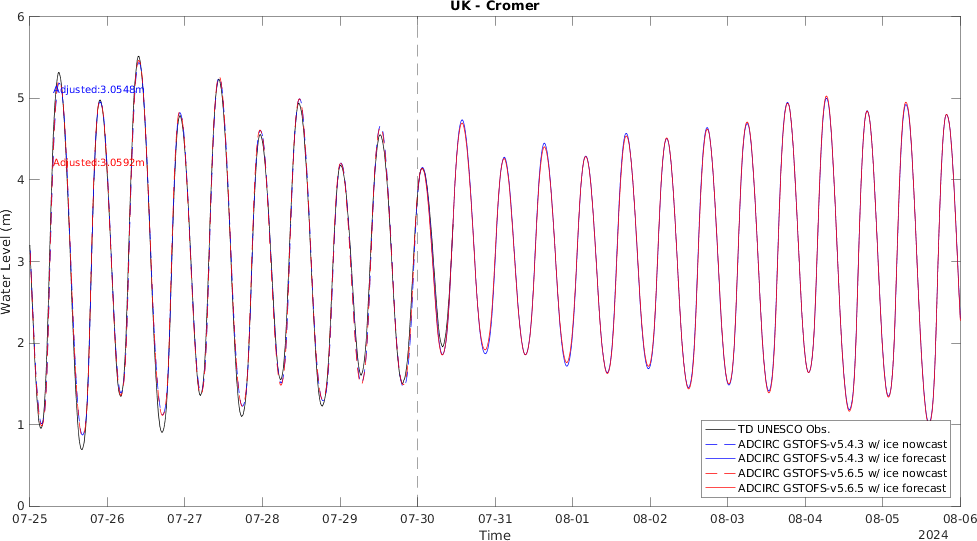 UK - Cromer
6
5
4
3
2
1
0
Water Level (m)
Adjusted:3.0548m
Adjusted:3.0592m
TD UNESCO Obs.
ADCIRC GSTOFS-v5.4.3 w/ ice nowcast
ADCIRC GSTOFS-v5.4.3 w/ ice forecast
ADCIRC GSTOFS-v5.6.5 w/ ice nowcast
ADCIRC GSTOFS-v5.6.5 w/ ice forecast
07-25 07-26 07-27 07-28 07-29 07-30 07-31 08-01 08-02 08-03 08-04 08-05 08-06
Time
2024